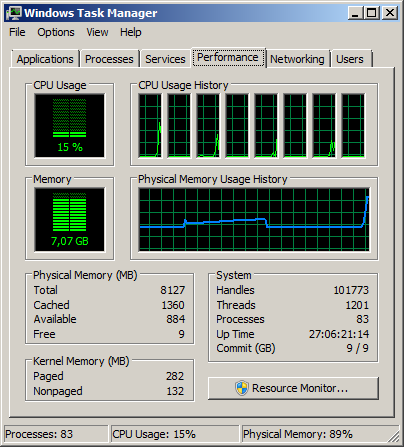 Windows Task Manager
File Options View Help
Applications Processes Services Performance Networking Users
CPU Usage CPU Usage History
15 %
Memory Physical Memory Usage History
7,07 GB
Physical Memory (MB)
Total 8127
Cached 1360
Available 884
Free 9
Kernel Memory (MB)
Paged 282
Nonpaged 132
System
Handles 101773
Threads 1201
Processes 83
Up Time 27:06:21:14
Commit (GB) 9 / 9
Resource Monitor...
Processes: 83 CPU Usage: 15% Physical Memory: 89%